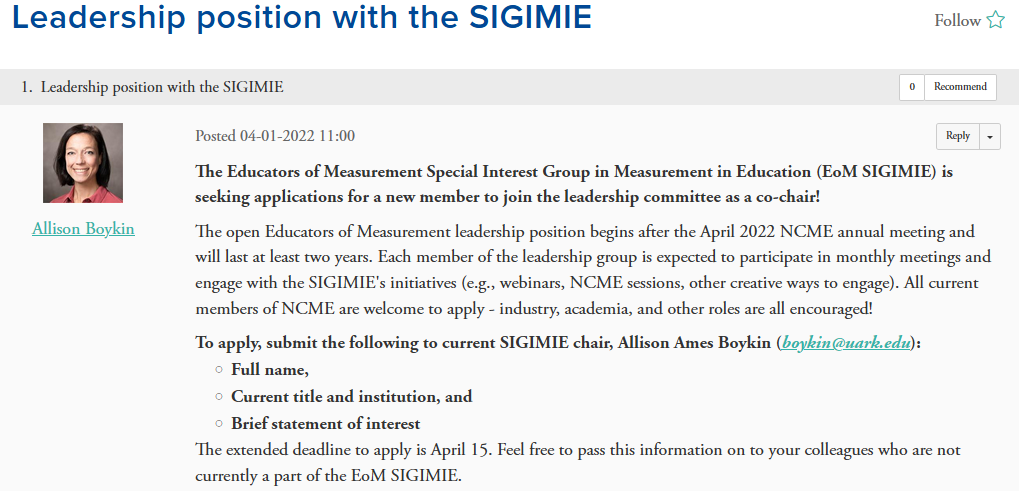 Leadership position with the SIGIMIE
Follow
1. Leadership position with the SIGIMIE
0 Recommend
Posted 04-01-2022 11:00
Reply
Allison Boykin
The Educators of Measurement Special Interest Group in Measurement in Education (EoM SIGIMIE) is
seeking applications for a new member to join the leadership committee as a co-chair!
The open Educators of Measurement leadership position begins after the April 2022 NCME annual meeting and
will last at least two years. Each member of the leadership group is expected to participate in monthly meetings and
engage with the SIGIMIE's initiatives (e.g., webinars, NCME sessions, other creative ways to engage). All current
members of NCME are welcome to apply - industry, academia, and other roles are all encouraged!
To apply, submit the following to current SIGIMIE chair, Allison Ames Boykin (boykin@uark.edu):
○ Full name,
○ Current title and institution, and
○ Brief statement of interest
The extended deadline to apply is April 15. Feel free to pass this information on to your colleagues who are not
currently a part of the EoM SIGIMIE.